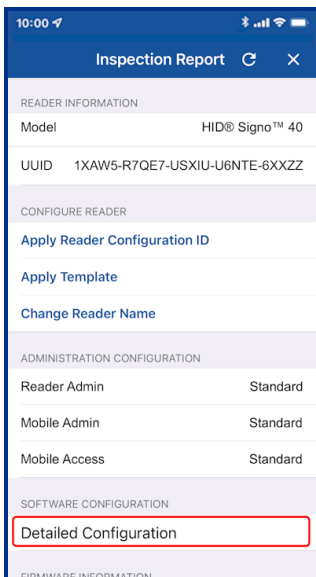 10:00
Inspection Report
READER INFORMATION
Model HID® Signo™ 40
UUID 1XAW5-R7QE7-USXIU-U6NTE-6XXZZ
CONFIGURE READER
Apply Reader Configuration ID
Apply Template
Change Reader Name
ADMINISTRATION CONFIGURATION
Reader Admin Standard
Mobile Admin Standard
Mobile Access Standard
SOFTWARE CONFIGURATION
Detailed Configuration
FIRMWARE INFORMATION